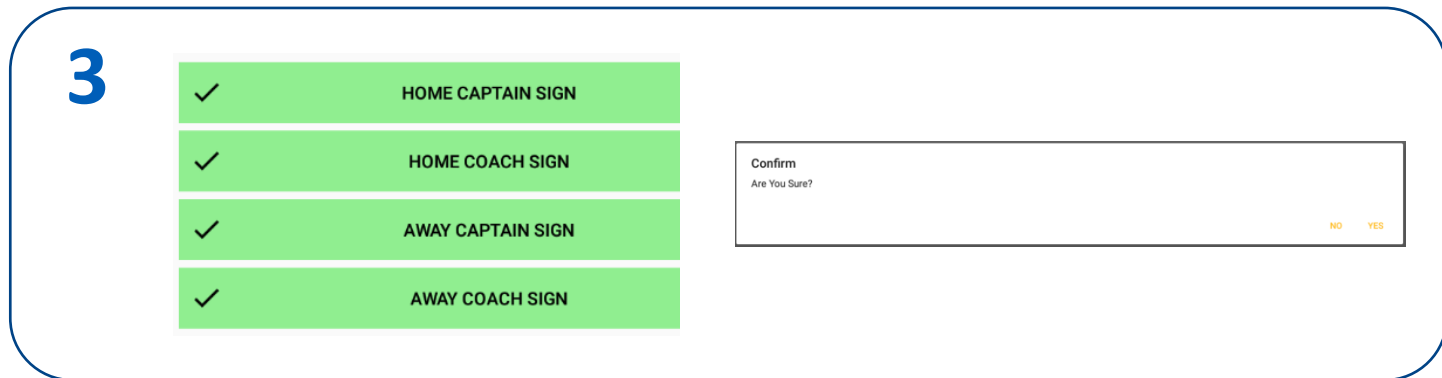 3
HOME CAPTAIN SIGN
HOME COACH SIGN
AWAY CAPTAIN SIGN
AWAY COACH SIGN
Confirm
Are You Sure?
NO YES